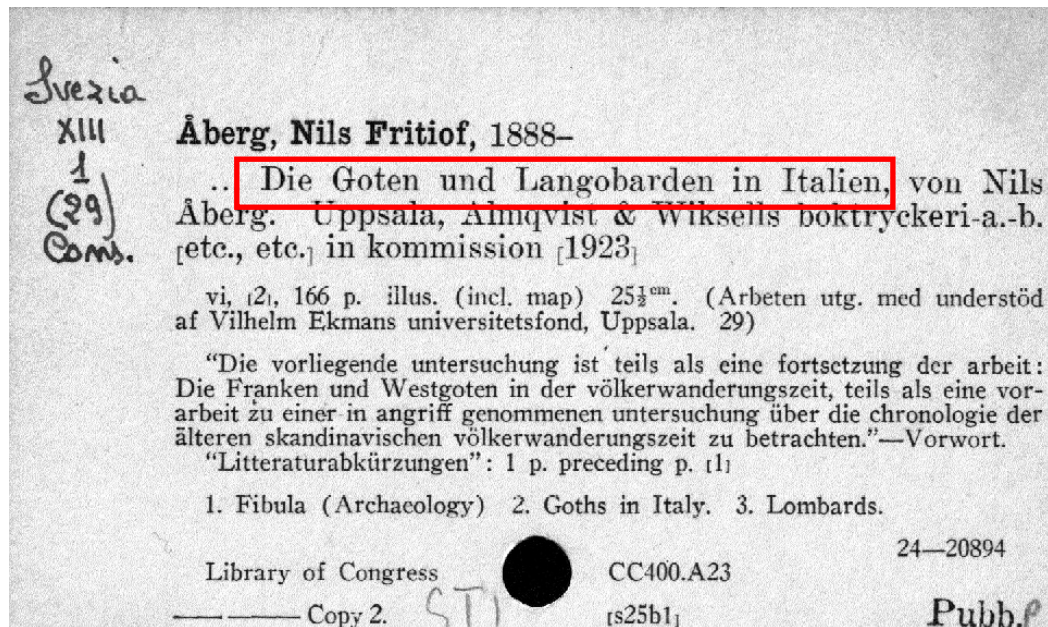 Svezia
XIII
1
(29)
Cons.
Åberg, Nils Fritiof, 1888–
.. Die Goten und Langobarden in Italien, von Nils
Åberg. Uppsala, Almqvist & Wiksells boktryckeri-a.-b.
[etc., etc.] in kommission [1923]
vi, [2], 166 p. illus. (incl. map) 25½ᶜᵐ. (Arbeten utg. med understöd
af Vilhelm Ekmans universitetsfond, Uppsala. 29)
"Die vorliegende untersuchung ist teils als eine fortsetzung der arbeit:
Die Franken und Westgoten in der völkerwanderungszeit, teils als eine vor-
arbeit zu einer in angriff genommenen untersuchung über die chronologie der
älteren skandinavischen völkerwanderungszeit zu betrachten."—Vorwort.
"Litteraturabkürzungen": 1 p. preceding p. [1]
1. Fibula (Archaeology) 2. Goths in Italy. 3. Lombards.
24—20894
Library of Congress CC400.A23
——— Copy 2.
[s25b1]
Pubb.